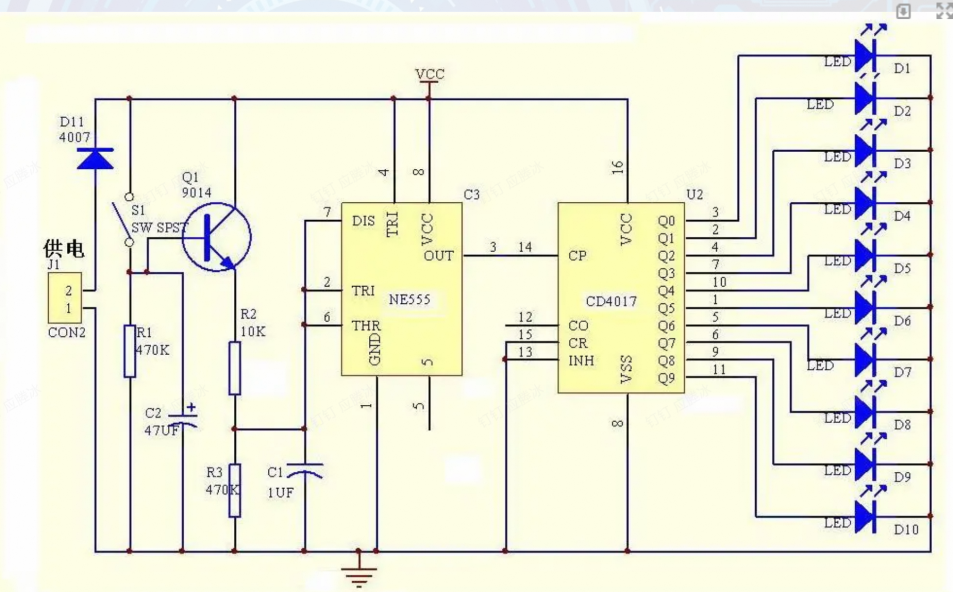 VCC
D11
4007
Q1
9014
S1
SW SPST
供电
J1
2
1
CON2
R1
470K
C2
47UF
+
R2
10K
R3
470K
C1
1UF
C3
4
8
7
DIS
TRI
VCC
OUT
3
2
TRI
NE555
6
THR
GND
1
5
5
U2
16
VCC
14
CP
CD4017
12
CO
15
CR
13
INH
VSS
8
Q0
3
Q1
2
Q2
4
Q3
7
Q4
10
Q5
1
Q6
5
Q7
6
Q8
9
Q9
11
LED
D1
LED
D2
LED
D3
LED
D4
LED
D5
LED
D6
LED
D7
LED
D8
LED
D9
LED
D10